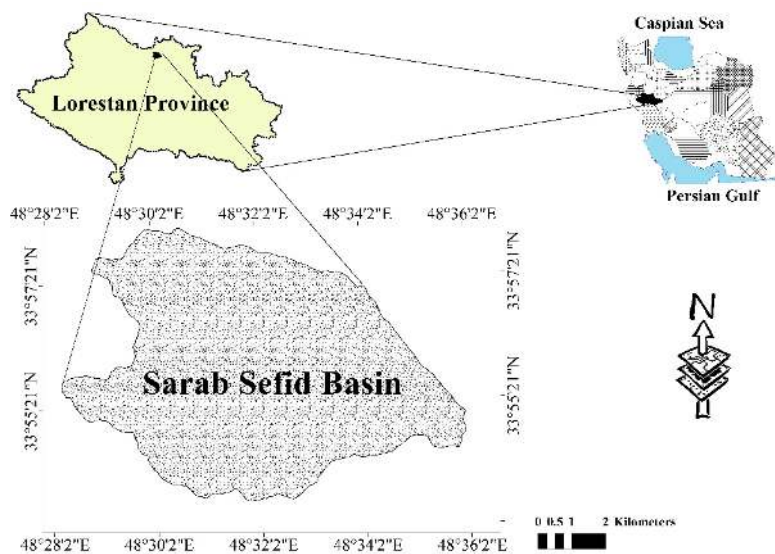 Caspian Sea
Lorestan Province
Persian Gulf
48°28'2"E 48°30'2"E 48°32'2"E 48°34'2"E 48°36'2"E
33°57'21"N
33°57'21"N
N
Sarab Sefid Basin
33°55'21"N
33°55'21"N
0 0.5 1 2 Kilometers
48°28'2"E 48°30'2"E 48°32'2"E 48°34'2"E 48°36'2"E